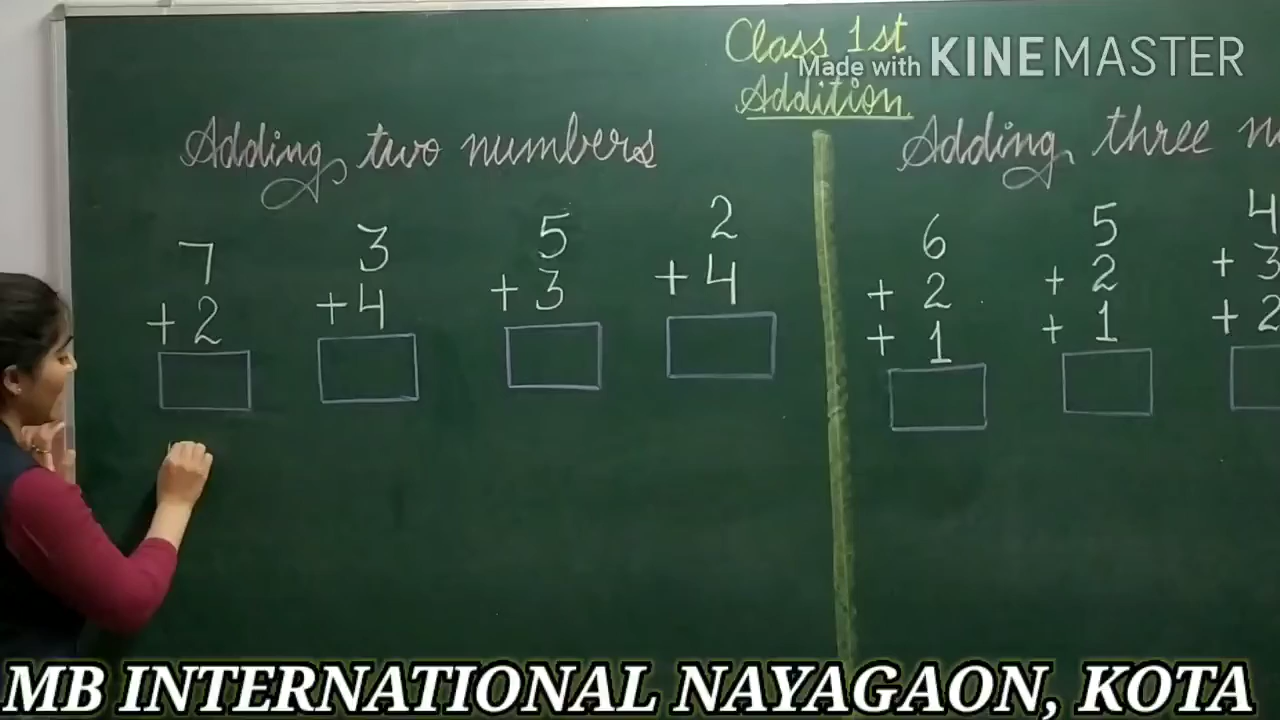 Class 1st
Made with KINEMASTER
Addition
Adding two numbers
7
+ 2
3
+ 4
5
+ 3
2
+ 4
Adding three
6
+ 2
+ 1
5
+ 2
+ 1
4
+ 3
+ 2
MB INTERNATIONAL NAYAGAON, KOTA